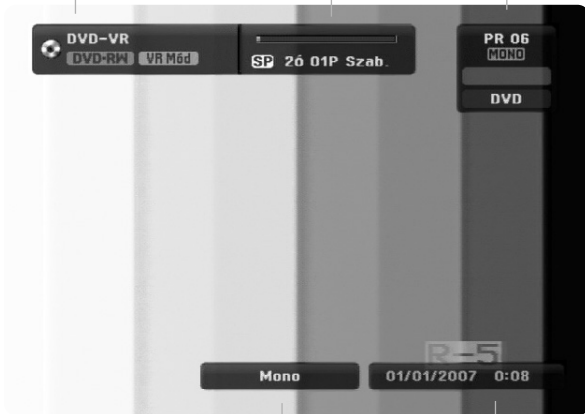 DVD-VR
DVD-RW VR Mód
SP 2ó 01P Szab.
PR 06
MONO
DVD
R-5
Mono
01/01/2007 0:08